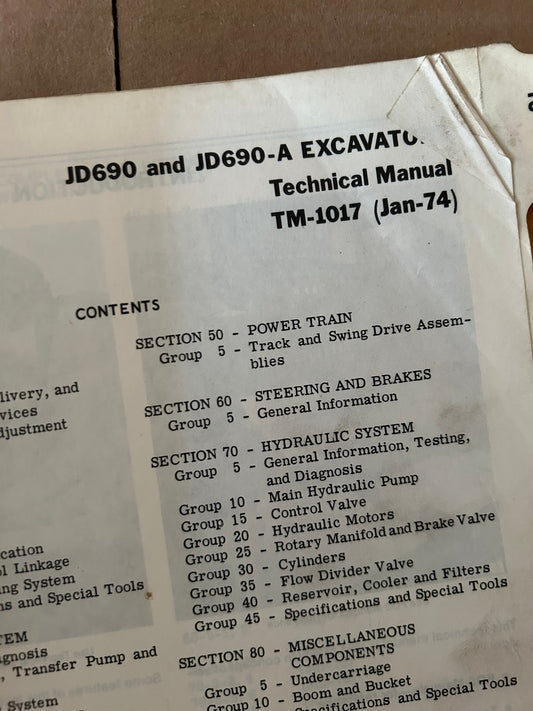 JD690 and JD690-A EXCAVATO
Technical Manual
TM-1017 (Jan-74)
CONTENTS
livery, and
vices
djustment
cation
ol Linkage
ng System
ns and Special Tools
TEM
gnosis
, Transfer Pump and
System
SECTION 50 - POWER TRAIN
Group 5 - Track and Swing Drive Assem-
blies
SECTION 60 - STEERING AND BRAKES
Group 5 - General Information
SECTION 70 - HYDRAULIC SYSTEM
Group 5 - General Information, Testing,
and Diagnosis
Group 10 - Main Hydraulic Pump
Group 15 - Control Valve
Group 20 - Hydraulic Motors
Group 25 - Rotary Manifold and Brake Valve
Group 30 - Cylinders
Group 35 - Flow Divider Valve
Group 40 - Reservoir, Cooler and Filters
Group 45 - Specifications and Special Tools
SECTION 80 - MISCELLANEOUS
COMPONENTS
Group 5 - Undercarriage
Group 10 - Boom and Bucket
Specifications and Special Tools